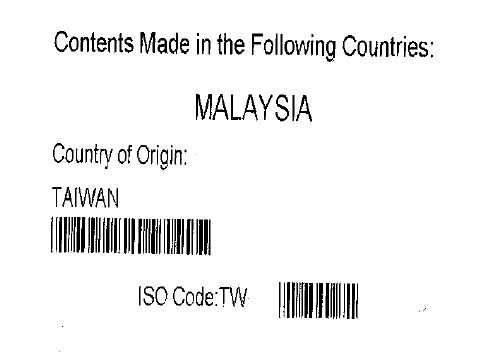 Contents Made in the Following Countries:
MALAYSIA
Country of Origin:
TAIWAN
ISO Code:TW